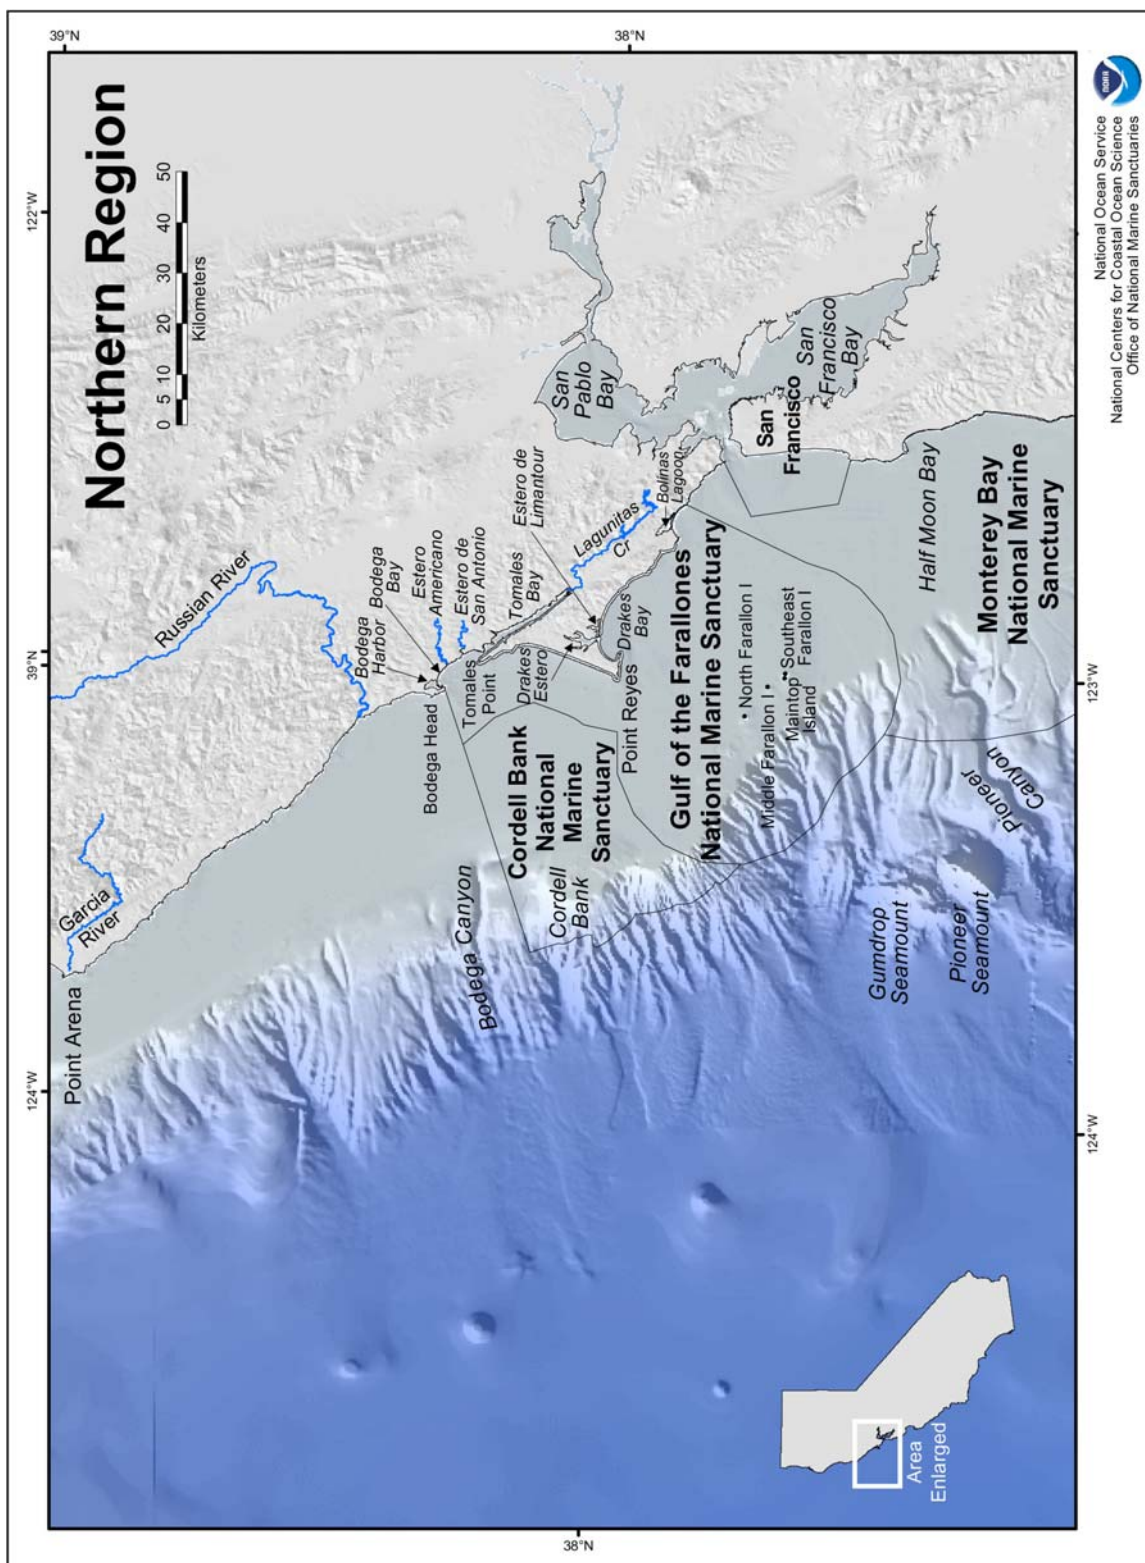 Northern Region
0 5 10 20 30 40 50
Kilometers
39°N
38°N
122°W
39°N
123°W
124°W
124°W
38°N
Point Arena
Garcia
River
Russian River
Bodega
Harbor
Bodega
Bay
Estero
Americano
Estero de
San Antonio
Tomales
Bay
Estero de
Limantour
Lagunitas
Cr
Bolinas
Lagoon
San
Pablo
Bay
San
Francisco
San
Francisco
Bay
Bodega Head
Tomales
Point
Drakes
Estero
Drakes
Bay
Point Reyes
Bodega Canyon
Cordell Bank
National
Marine
Sanctuary
Cordell
Bank
Gulf of the Farallones
National Marine Sanctuary
North Farallon I
Middle Farallon I
Maintop
Island
Southeast
Farallon I
Half Moon Bay
Monterey Bay
National Marine
Sanctuary
Pioneer
Canyon
Gumdrop
Seamount
Pioneer
Seamount
Area
Enlarged
NOAA
National Ocean Service
National Centers for Coastal Ocean Science
Office of National Marine Sanctuaries